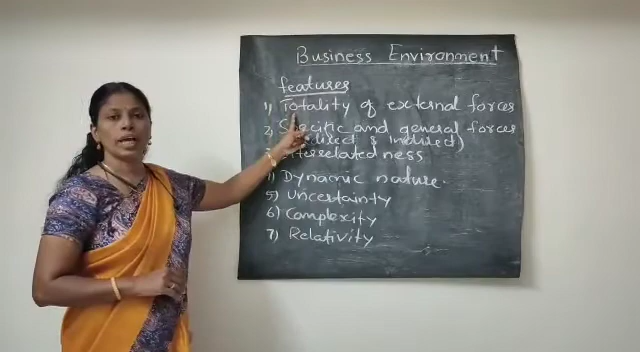 Business Environment
features
1) Totality of external forces
2) Specific and general forces
(direct & indirect)
3) Interrelatedness
4) Dynamic nature.
5) Uncertainty
6) Complexity
7) Relativity